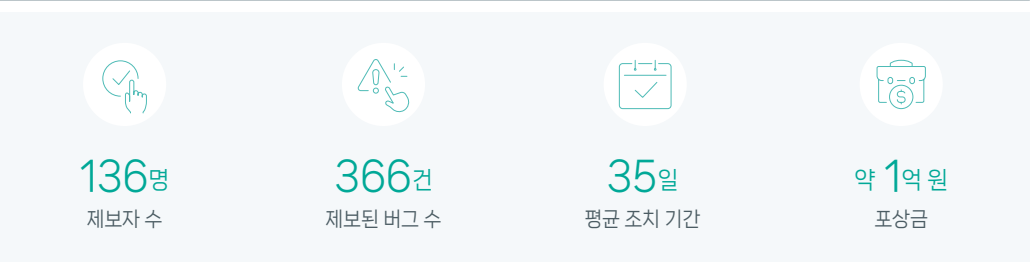 136명
제보자 수
366건
제보된 버그 수
35일
평균 조치 기간
약 1억 원
포상금